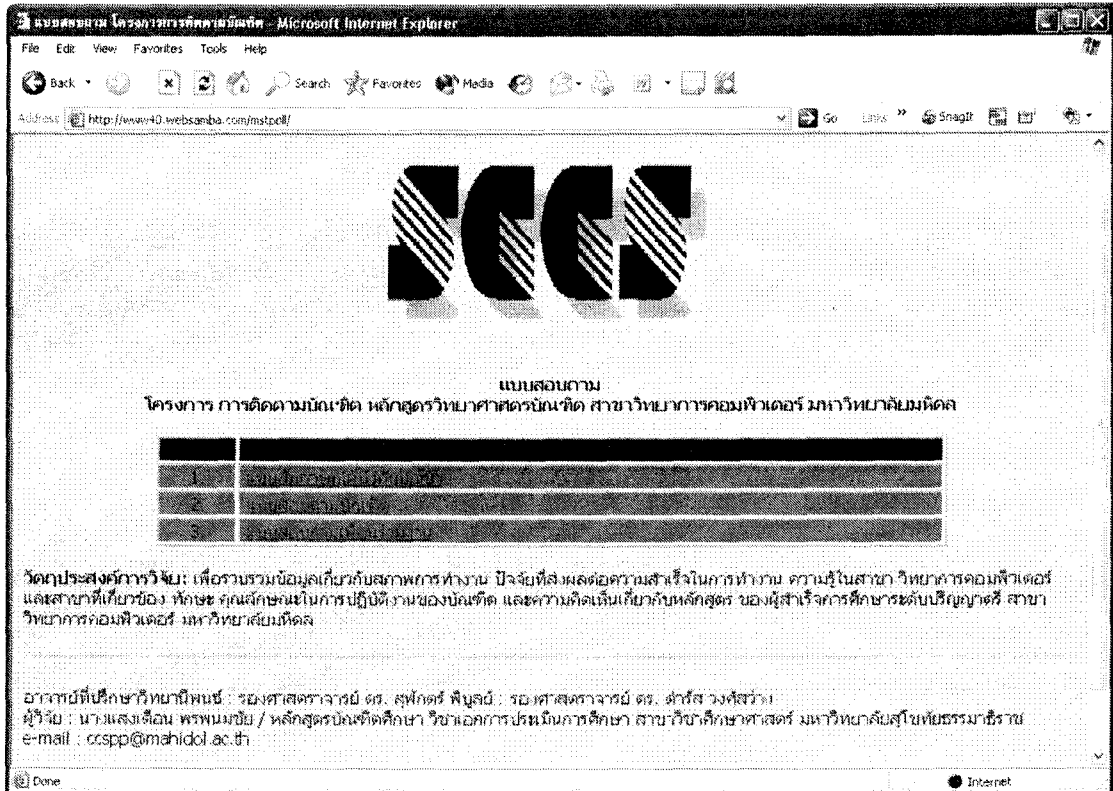 แบบสอบถาม โครงการการติดตามบัณฑิต - Microsoft Internet Explorer
File Edit View Favorites Tools Help
Back Search Favorites Media
Address http://www40.websamba.com/mstpoll/ Go Links » SnagIt
SCCS
แบบสอบถาม
โครงการ การติดตามบัณฑิต หลักสูตรวิทยาศาสตรบัณฑิต สาขาวิทยาการคอมพิวเตอร์ มหาวิทยาลัยมหิดล
1
2
3
วัตถุประสงค์การวิจัย: เพื่อรวบรวมข้อมูลเกี่ยวกับสภาพการทำงาน ปัจจัยที่ส่งผลต่อความสำเร็จในการทำงาน ความรู้ในสาขา วิทยาการคอมพิวเตอร์
และสาขาที่เกี่ยวข้อง ทักษะ คุณลักษณะในการปฏิบัติงานของบัณฑิต และความคิดเห็นเกี่ยวกับหลักสูตร ของผู้สำเร็จการศึกษาระดับปริญญาตรี สาขา
วิทยาการคอมพิวเตอร์ มหาวิทยาลัยมหิดล
อาจารย์ที่ปรึกษาวิทยานิพนธ์ : รองศาสตราจารย์ ดร. สุพักตร์ พิบูลย์ : รองศาสตราจารย์ ดร. ดำรัส วงศ์สว่าง
ผู้วิจัย : นางแสงเดือน พรพนมชัย / หลักสูตรบัณฑิตศึกษา วิชาเอกการประเมินการศึกษา สาขาวิชาศึกษาศาสตร์ มหาวิทยาลัยสุโขทัยธรรมาธิราช
e-mail : ccspp@mahidol.ac.th
Done Internet